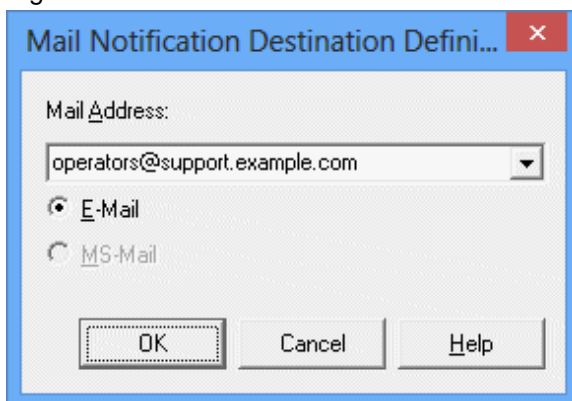 Mail Notification Destination Defini...
Mail Address:
operators@support.example.com
E-Mail
MS-Mail
OK Cancel Help